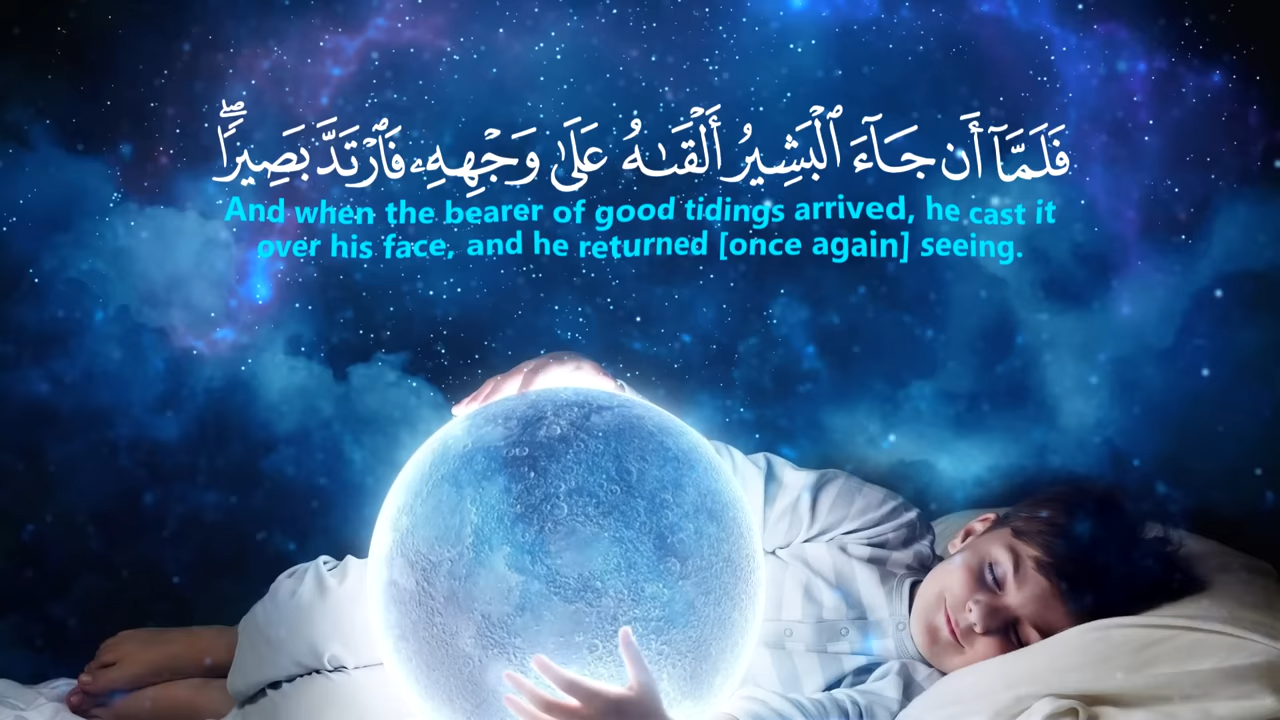 فَلَمَّآ أَن جَآءَ ٱلْبَشِيرُ أَلْقَىٰهُ عَلَىٰ وَجْهِهِۦ فَٱرْتَدَّ بَصِيرًۭا ۖ
And when the bearer of good tidings arrived, he cast it
over his face, and he returned [once again] seeing.